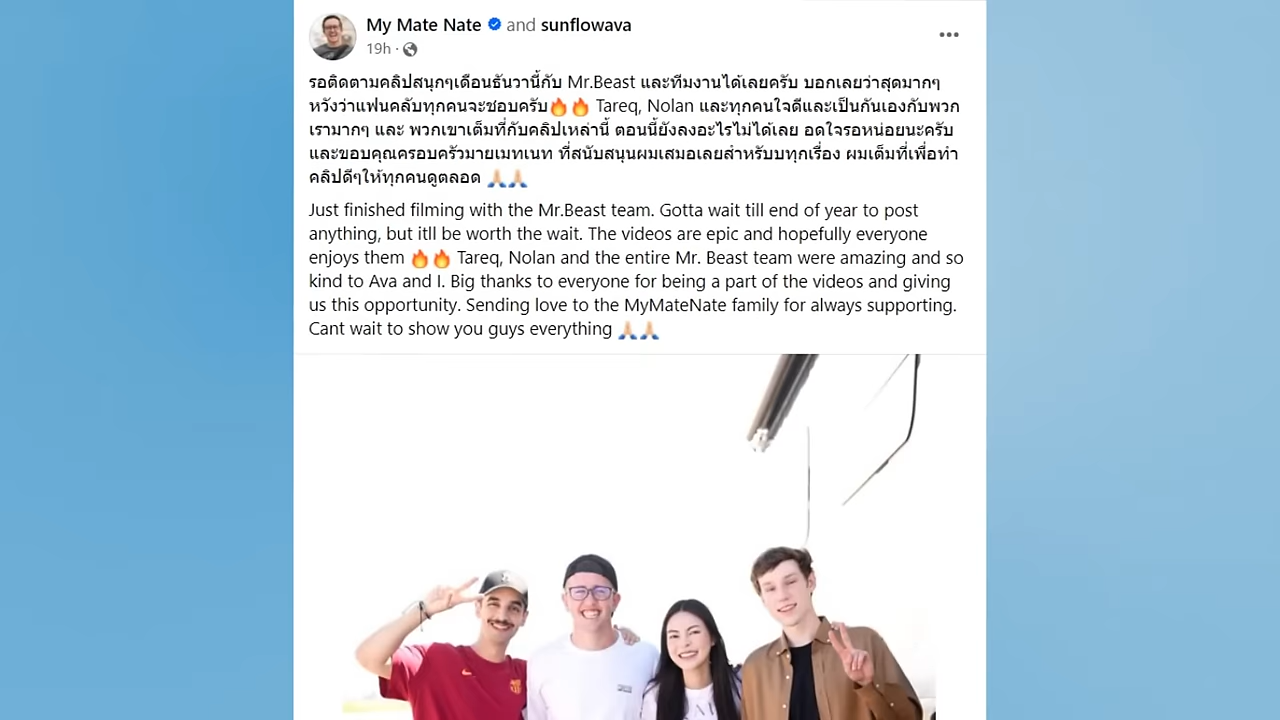 My Mate Nate and sunflowava
19h ·
รอติดตามคลิปสนุกๆเดือนธันวานี้กับ Mr.Beast และทีมงานได้เลยครับ บอกเลยว่าสุดมากๆ
หวังว่าแฟนคลับทุกคนจะชอบครับ🔥🔥 Tareq, Nolan และทุกคนใจดีและเป็นกันเองกับพวก
เรามากๆ และ พวกเขาเต็มที่กับคลิปเหล่านี้ ตอนนี้ยังลงอะไรไม่ได้เลย อดใจรอหน่อยนะครับ
และขอบคุณครอบครัวมายเมทเนท ที่สนับสนุนผมเสมอเลยสำหรับบทุกเรื่อง ผมเต็มที่เพื่อทำ
คลิปดีๆให้ทุกคนดูตลอด 🙏🏻🙏🏻
Just finished filming with the Mr.Beast team. Gotta wait till end of year to post
anything, but itll be worth the wait. The videos are epic and hopefully everyone
enjoys them 🔥🔥 Tareq, Nolan and the entire Mr. Beast team were amazing and so
kind to Ava and I. Big thanks to everyone for being a part of the videos and giving
us this opportunity. Sending love to the MyMateNate family for always supporting.
Cant wait to show you guys everything 🙏🏻🙏🏻